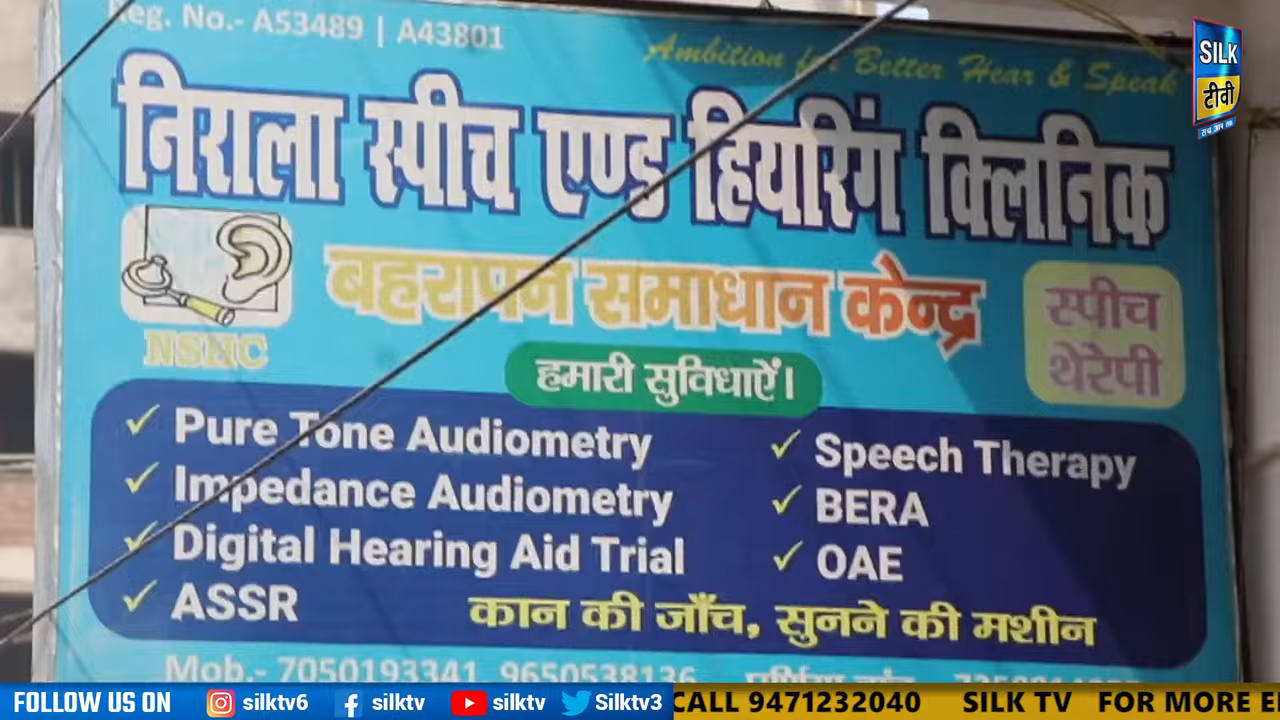 Reg. No.- A53489 | A43801
Ambition for Better Hear & Speak
SILK
टीवी
निराला स्पीच एण्ड हियरिंग क्लिनिक
NSHC
बहरापन समाधान केन्द्र
स्पीच
थेरेपी
हमारी सुविधाऐं।
Pure Tone Audiometry
Impedance Audiometry
Digital Hearing Aid Trial
ASSR
Speech Therapy
BERA
OAE
कान की जाँच, सुनने की मशीन
Mob.- 7050193341, 9650538136
FOLLOW US ON silktv6 silktv silktv Silktv3 CALL 9471232040 SILK TV FOR MORE